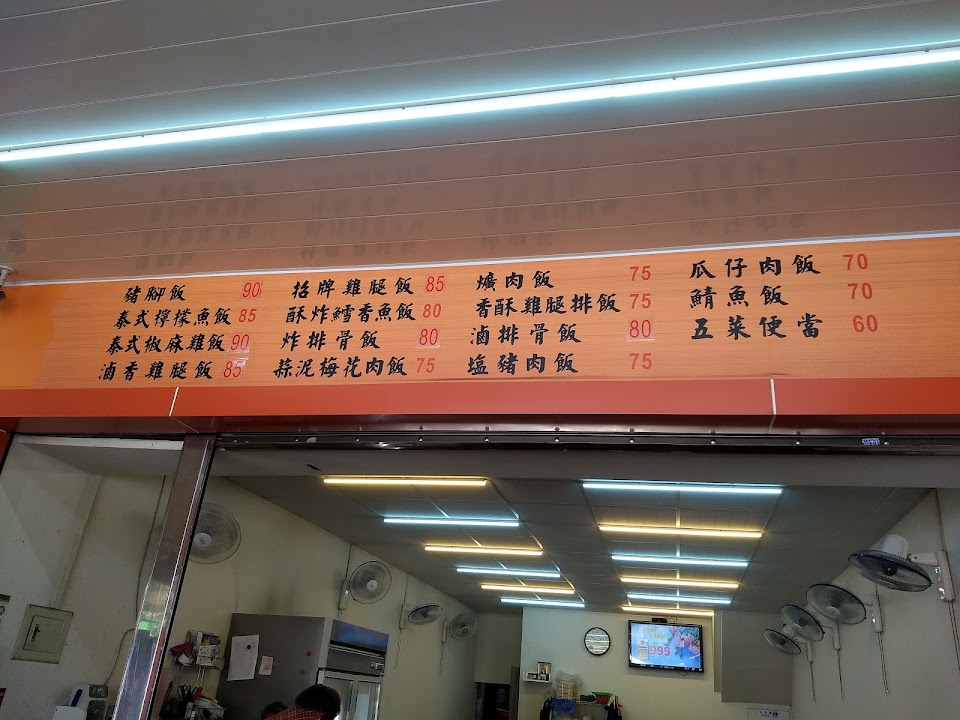 豬腳飯 90
泰式檸檬魚飯 85
泰式椒麻雞飯 90
滷香雞腿飯 85
招牌雞腿飯 85
酥炸鱈香魚飯 80
炸排骨飯 80
蒜泥梅花肉飯 75
爌肉飯 75
香酥雞腿排飯 75
滷排骨飯 80
塩豬肉飯 75
瓜仔肉飯 70
鯖魚飯 70
五菜便當 60
999